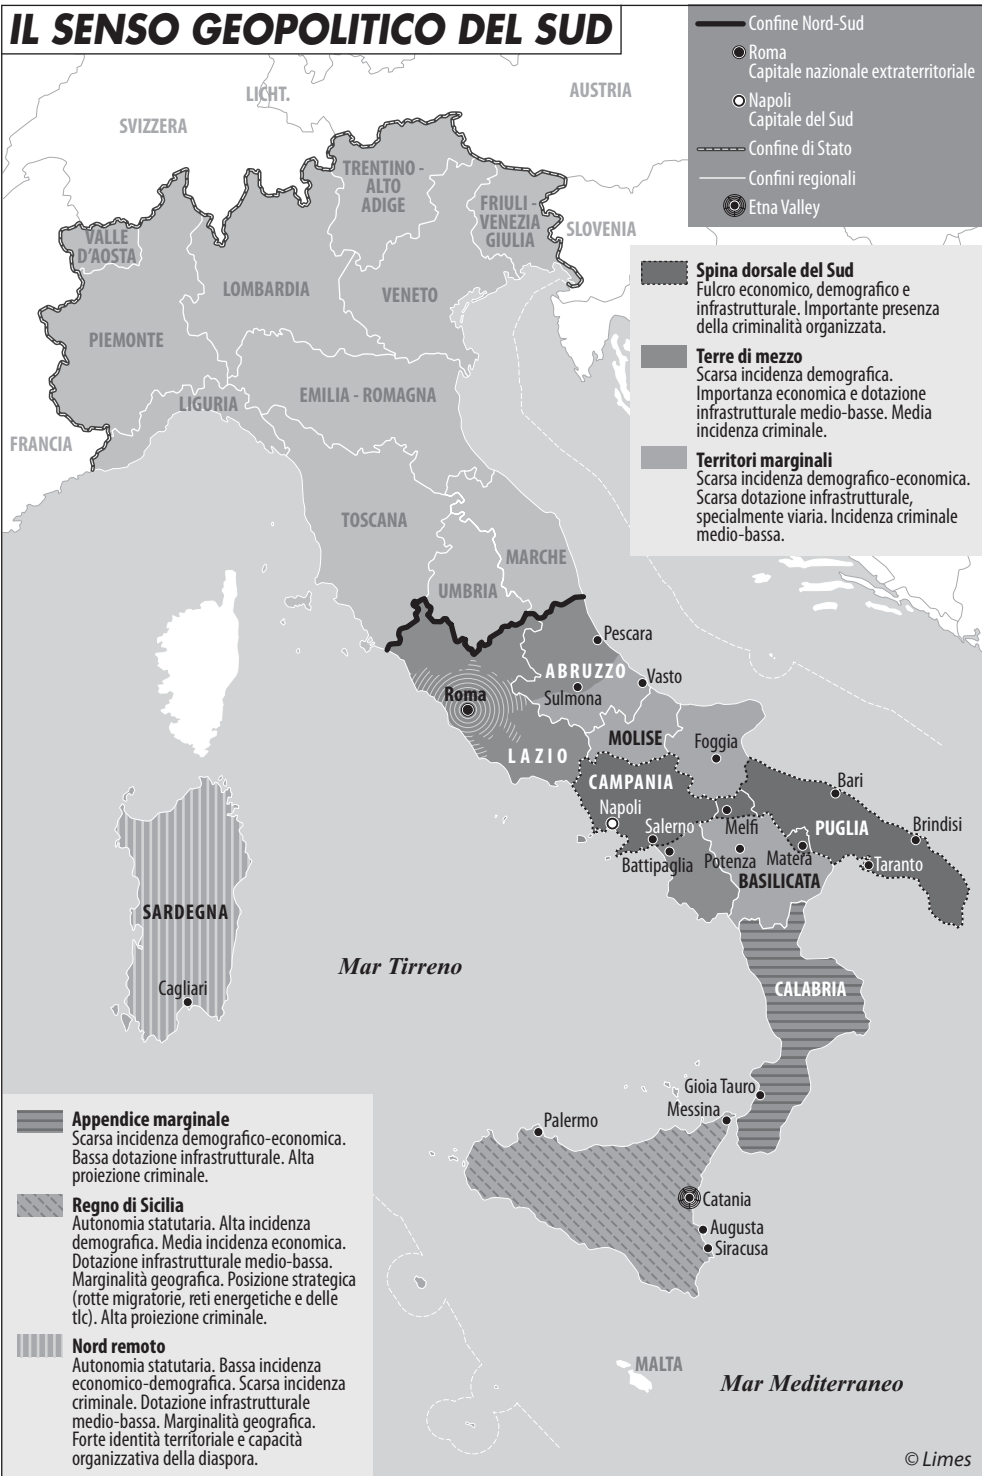 IL SENSO GEOPOLITICO DEL SUD
Confine Nord-Sud
Roma
Capitale nazionale extraterritoriale
Napoli
Capitale del Sud
Confine di Stato
Confini regionali
Etna Valley
Spina dorsale del Sud
Fulcro economico, demografico e
infrastrutturale. Importante presenza
della criminalità organizzata.
Terre di mezzo
Scarsa incidenza demografica.
Importanza economica e dotazione
infrastrutturale medio-basse. Media
incidenza criminale.
Territori marginali
Scarsa incidenza demografico-economica.
Scarsa dotazione infrastrutturale,
specialmente viaria. Incidenza criminale
medio-bassa.
LICHT.
AUSTRIA
SVIZZERA
TRENTINO -
ALTO
ADIGE
FRIULI -
VENEZIA
GIULIA
SLOVENIA
VALLE
D'AOSTA
LOMBARDIA
VENETO
PIEMONTE
EMILIA - ROMAGNA
LIGURIA
FRANCIA
TOSCANA
MARCHE
UMBRIA
Pescara
ABRUZZO
Vasto
Roma
Sulmona
MOLISE
Foggia
LAZIO
CAMPANIA
Bari
Napoli
Salerno
Melfi
PUGLIA
Brindisi
Battipaglia
Potenza
Matera
Taranto
BASILICATA
SARDEGNA
Mar Tirreno
Cagliari
CALABRIA
Gioia Tauro
Messina
Palermo
Catania
Augusta
Siracusa
MALTA
Mar Mediterraneo
Appendice marginale
Scarsa incidenza demografico-economica.
Bassa dotazione infrastrutturale. Alta
proiezione criminale.
Regno di Sicilia
Autonomia statutaria. Alta incidenza
demografica. Media incidenza economica.
Dotazione infrastrutturale medio-bassa.
Marginalità geografica. Posizione strategica
(rotte migratorie, reti energetiche e delle
tlc). Alta proiezione criminale.
Nord remoto
Autonomia statutaria. Bassa incidenza
economico-demografica. Scarsa incidenza
criminale. Dotazione infrastrutturale
medio-bassa. Marginalità geografica.
Forte identità territoriale e capacità
organizzativa della diaspora.
© Limes